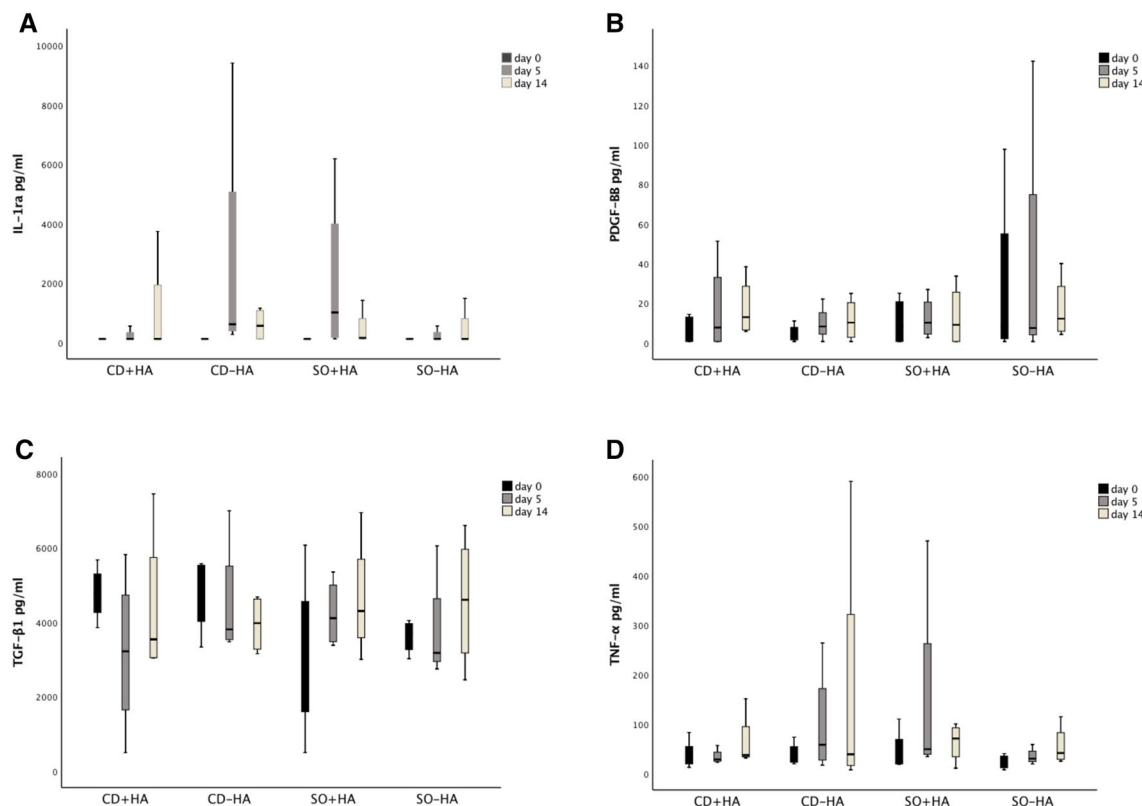 A
IL-1ra pg/ml
10000
8000
6000
4000
2000
0
CD+HA CD-HA SO+HA SO-HA
day 0
day 5
day 14
B
PDGF-BB pg/ml
140
120
100
80
60
40
20
0
CD+HA CD-HA SO+HA SO-HA
day 0
day 5
day 14
C
TGF-β1 pg/ml
8000
6000
4000
2000
0
CD+HA CD-HA SO+HA SO-HA
day 0
day 5
day 14
D
TNF-α pg/ml
600
500
400
300
200
100
0
CD+HA CD-HA SO+HA SO-HA
day 0
day 5
day 14